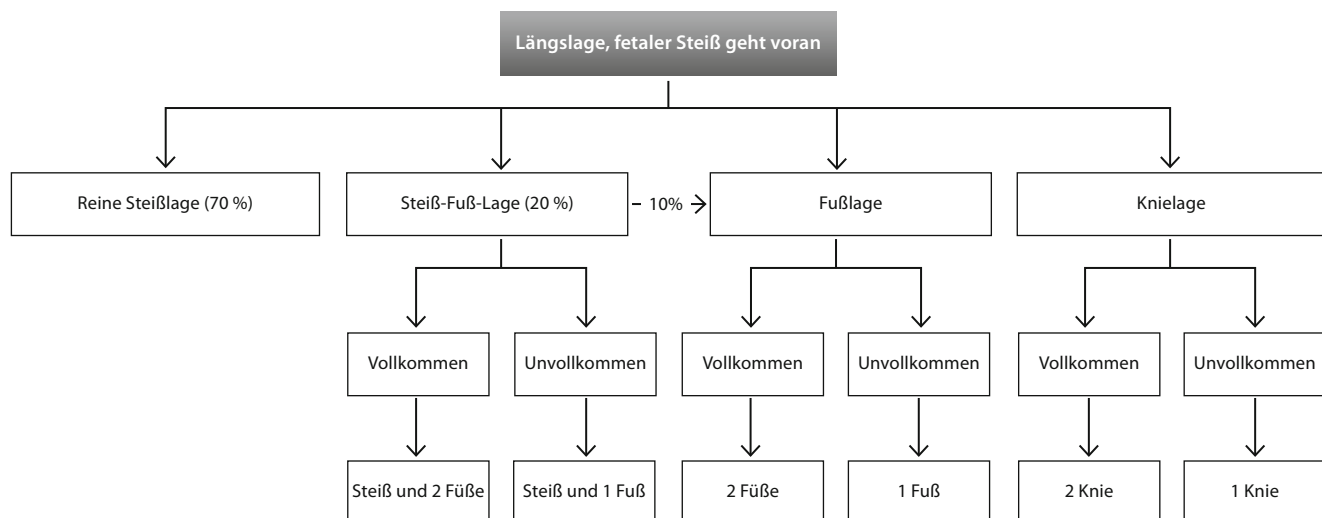 Längslage, fetaler Steiß geht voran
Reine Steißlage (70 %)
Steiß-Fuß-Lage (20 %)
10%
Fußlage
Knielage
Vollkommen
Unvollkommen
Vollkommen
Unvollkommen
Vollkommen
Unvollkommen
Steiß und 2 Füße
Steiß und 1 Fuß
2 Füße
1 Fuß
2 Knie
1 Knie